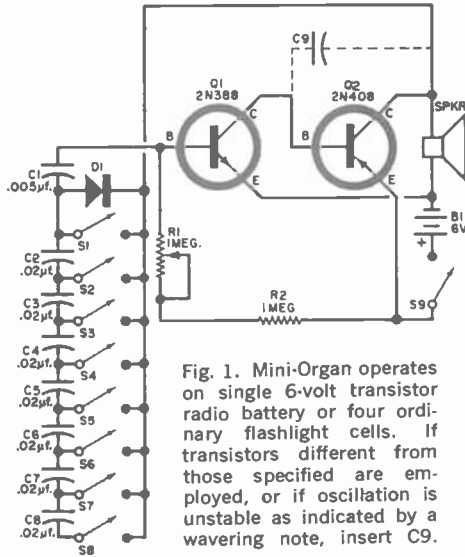 C9
Q1
2N388
Q2
2N408
C
C
SPKR
B
B
E
E
C1
.005µf.
D1
S1
R1
1MEG.
B1
6V
+
C2
.02µf.
S2
C3
.02µf.
S3
R2
1MEG
S9
C4
.02µf.
S4
C5
.02µf.
S5
C6
.02µf.
S6
C7
.02µf.
S7
C8
.02µf.
S8
Fig. 1. Mini-Organ operates
on single 6-volt transistor
radio battery or four ordi-
nary flashlight cells. If
transistors different from
those specified are em-
ployed, or if oscillation is
unstable as indicated by a
wavering note, insert C9.